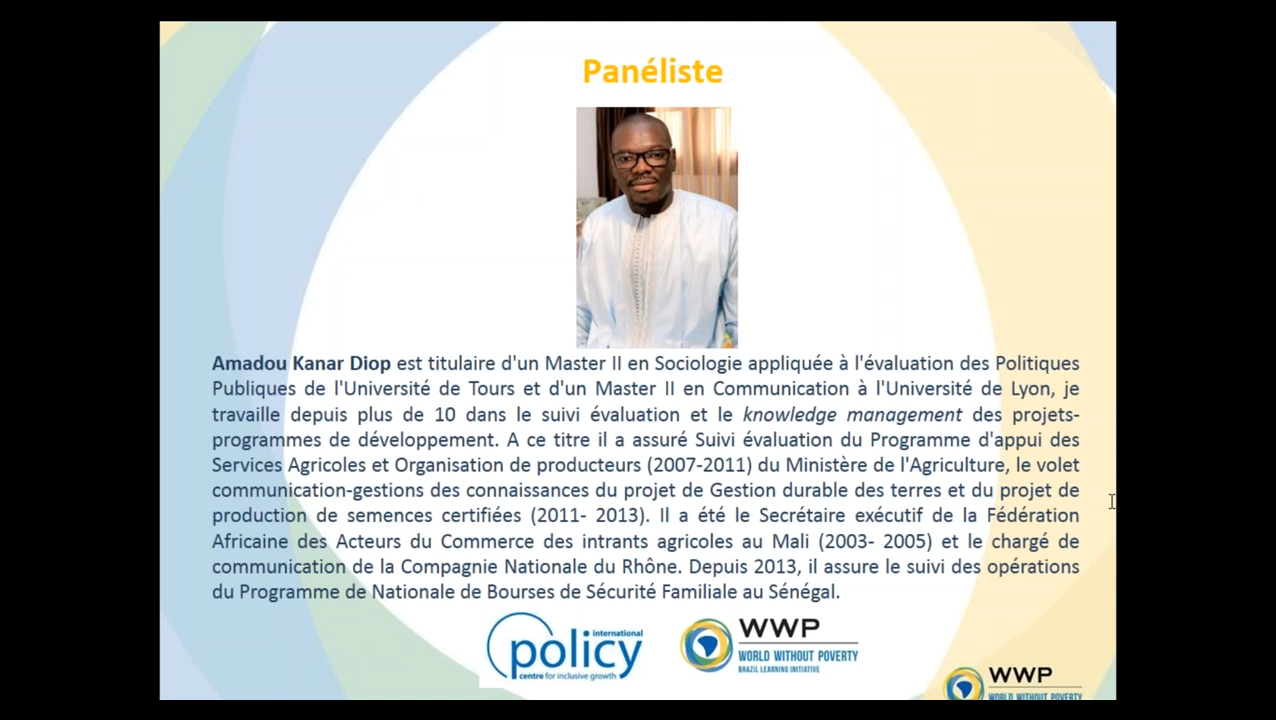 Panéliste
Amadou Kanar Diop est titulaire d'un Master II en Sociologie appliquée à l'évaluation des Politiques
Publiques de l'Université de Tours et d'un Master II en Communication à l'Université de Lyon, je
travaille depuis plus de 10 dans le suivi évaluation et le knowledge management des projets-
programmes de développement. A ce titre il a assuré Suivi évaluation du Programme d'appui des
Services Agricoles et Organisation de producteurs (2007-2011) du Ministère de l'Agriculture, le volet
communication-gestions des connaissances du projet de Gestion durable des terres et du projet de
production de semences certifiées (2011- 2013). Il a été le Secrétaire exécutif de la Fédération
Africaine des Acteurs du Commerce des intrants agricoles au Mali (2003- 2005) et le chargé de
communication de la Compagnie Nationale du Rhône. Depuis 2013, il assure le suivi des opérations
du Programme de Nationale de Bourses de Sécurité Familiale au Sénégal.
international
policy
centre for inclusive growth
WWP
WORLD WITHOUT POVERTY
BRAZIL LEARNING INITIATIVE
WWP
WORLD WITHOUT POVERTY